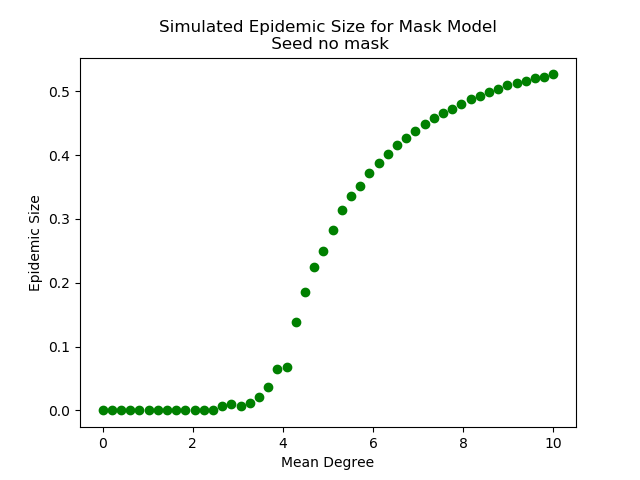 Simulated Epidemic Size for Mask Model
Seed no mask
0.5
0.4
0.3
0.2
0.1
0.0
Epidemic Size
0 2 4 6 8 10
Mean Degree